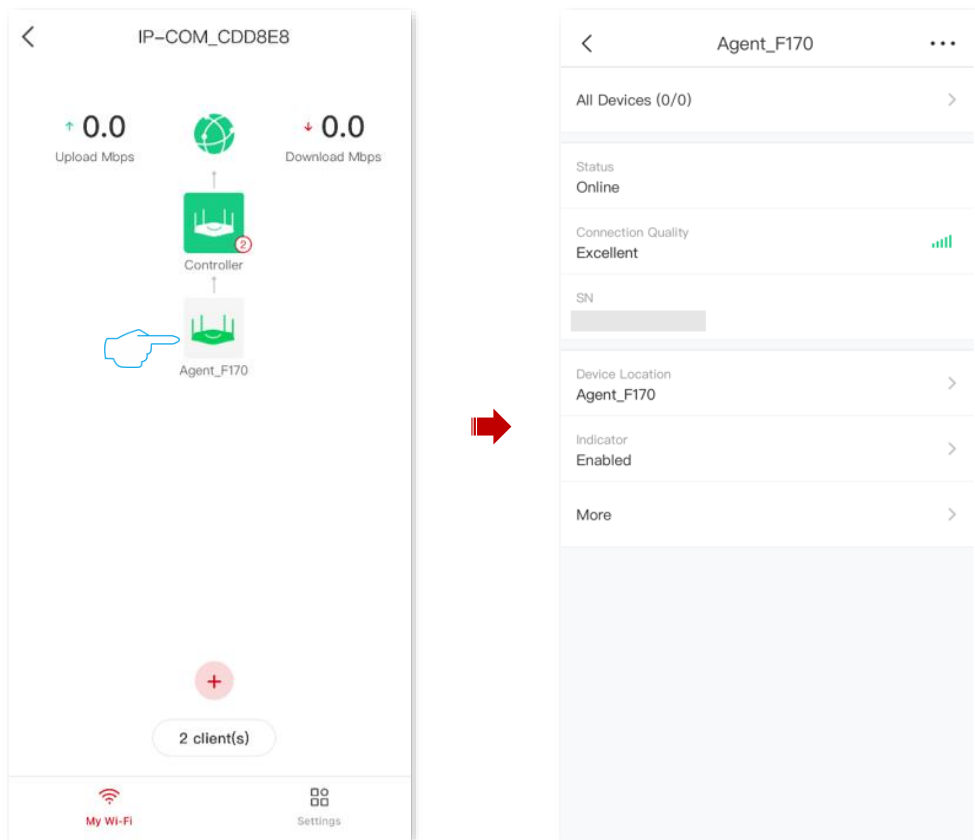 IP-COM_CDD8E8
↑ 0.0
Upload Mbps
↓ 0.0
Download Mbps
2
Controller
Agent_F170
+
2 client(s)
My Wi-Fi
Settings
Agent_F170
All Devices (0/0)
Status
Online
Connection Quality
Excellent
SN
Device Location
Agent_F170
Indicator
Enabled
More